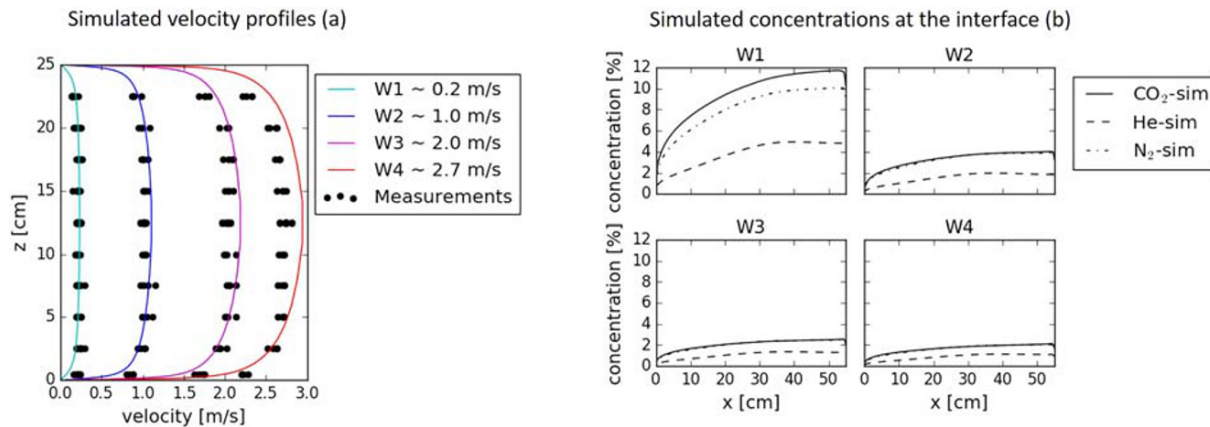 Simulated velocity profiles (a)
Simulated concentrations at the interface (b)
25
20
15
10
5
0
z [cm]
0.0 0.5 1.0 1.5 2.0 2.5 3.0
velocity [m/s]
W1 ~ 0.2 m/s
W2 ~ 1.0 m/s
W3 ~ 2.0 m/s
W4 ~ 2.7 m/s
Measurements
W1 W2
12
10
8
6
4
2
0
concentration [%]
CO₂-sim
He-sim
N₂-sim
W3 W4
12
10
8
6
4
2
0
concentration [%]
0 10 20 30 40 50 0 10 20 30 40 50
x [cm] x [cm]